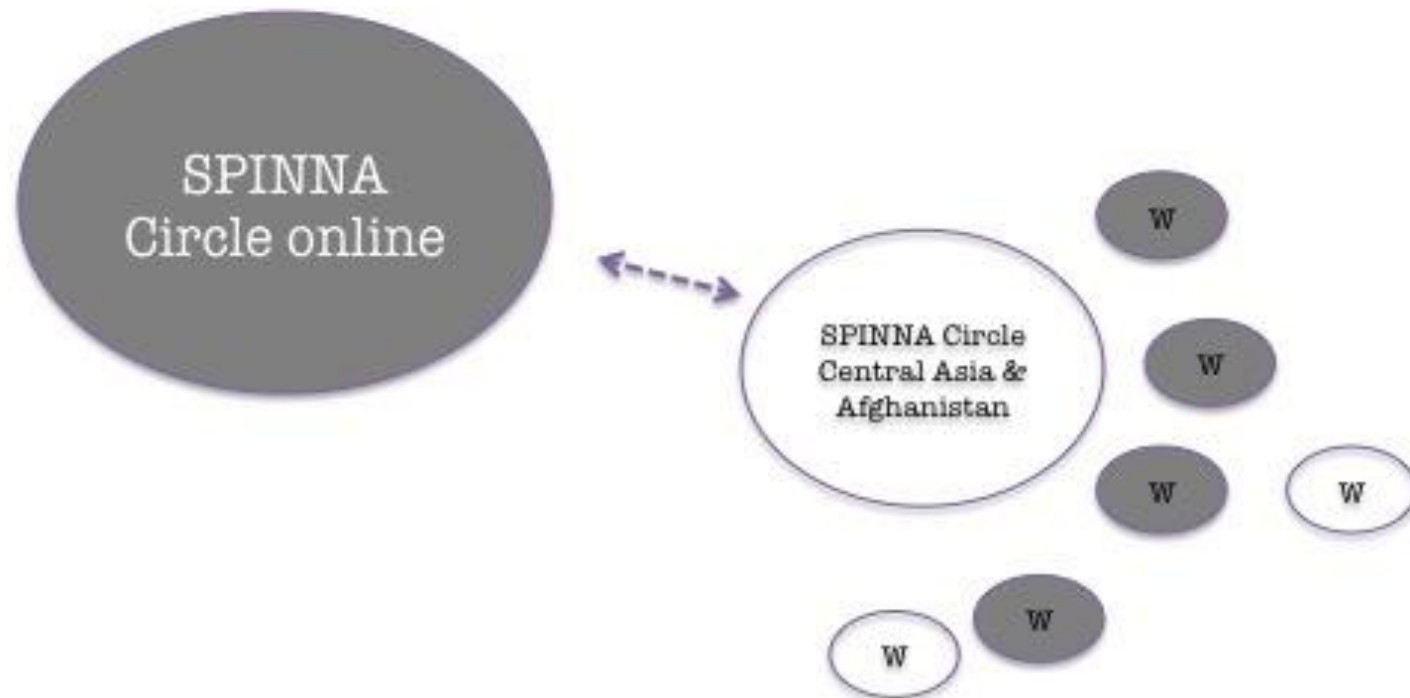 SPINNA
Circle online
W
SPINNA Circle
Central Asia &
Afghanistan
W
W
W
W
W